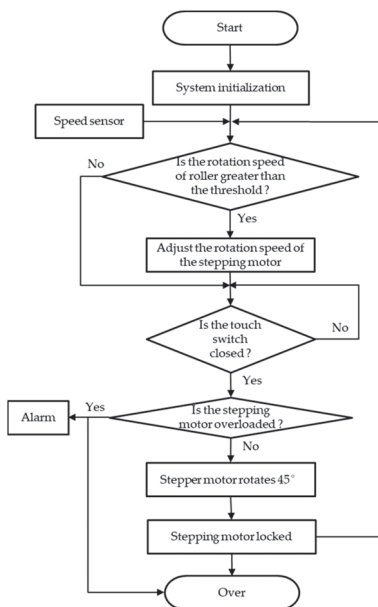 Start
System initialization
Speed sensor
No
Is the rotation speed
of roller greater than
the threshold ?
Yes
Adjust the rotation speed of
the stepping motor
Is the touch
switch
closed ?
No
Yes
Alarm
Yes
Is the stepping
motor overloaded ?
No
Stepper motor rotates 45°
Stepping motor locked
Over